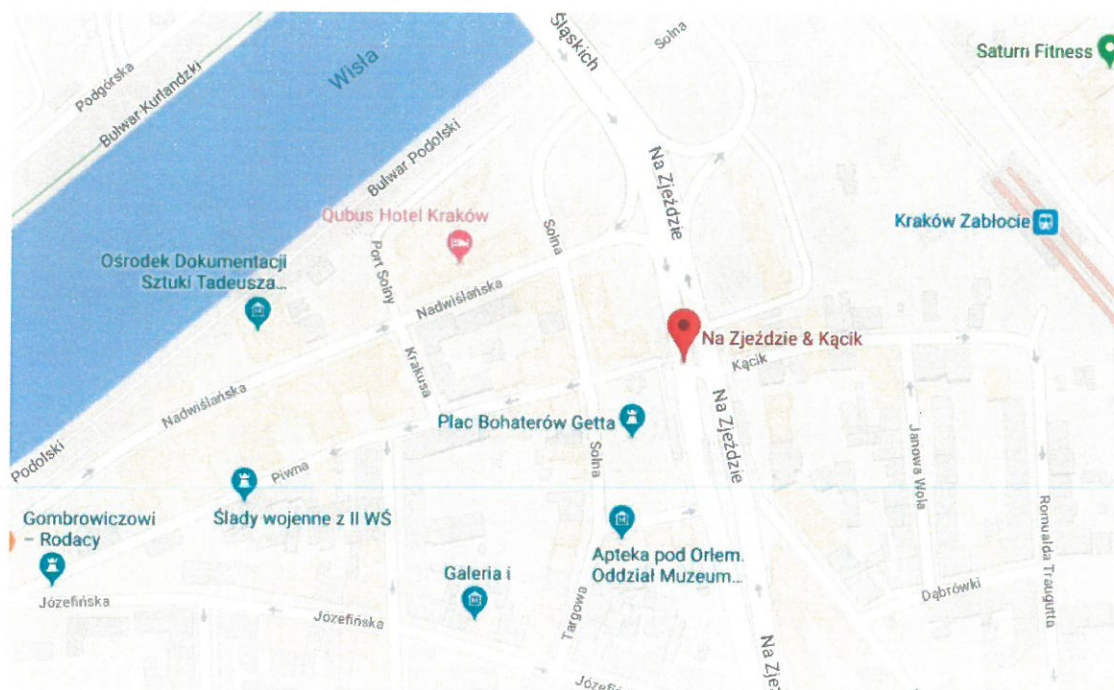 Śląskich
Solna
Saturn Fitness
Wisła
Podgórska
Bulwar Kurlandzki
Bulwar Podolski
Na Zjeździe
Qubus Hotel Kraków
Solna
Kraków Zabłocie
Ośrodek Dokumentacji
Sztuki Tadeusza...
Port Solny
Nadwiślańska
Na Zjeździe & Kącik
Kącik
Krakusa
Nadwiślańska
Plac Bohaterów Getta
Na Zjeździe
Podolski
Piwna
Solna
Janowa Wola
Gombrowiczowi
– Rodacy
Ślady wojenne z II WŚ
Apteka pod Orłem.
Oddział Muzeum...
Romualda Traugutta
Galeria i
Dąbrówki
Józefińska
Józefińska
Targowa
Na Zje
Józefi